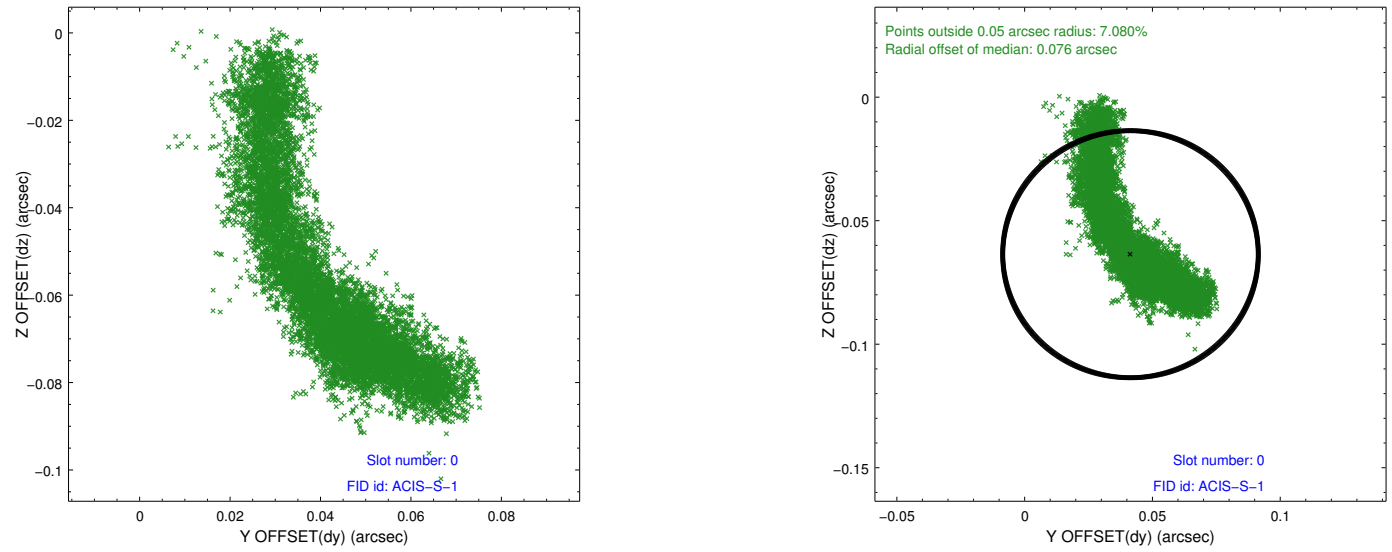 0
−0.02
−0.04
−0.06
−0.08
−0.1
Z OFFSET(dz) (arcsec)
0
0.02
0.04
0.06
0.08
Y OFFSET(dy) (arcsec)
Slot number: 0
FID id: ACIS−S−1
Points outside 0.05 arcsec radius: 7.080%
Radial offset of median: 0.076 arcsec
0
−0.05
−0.1
−0.15
Z OFFSET(dz) (arcsec)
−0.05
0
0.05
0.1
Y OFFSET(dy) (arcsec)
Slot number: 0
FID id: ACIS−S−1